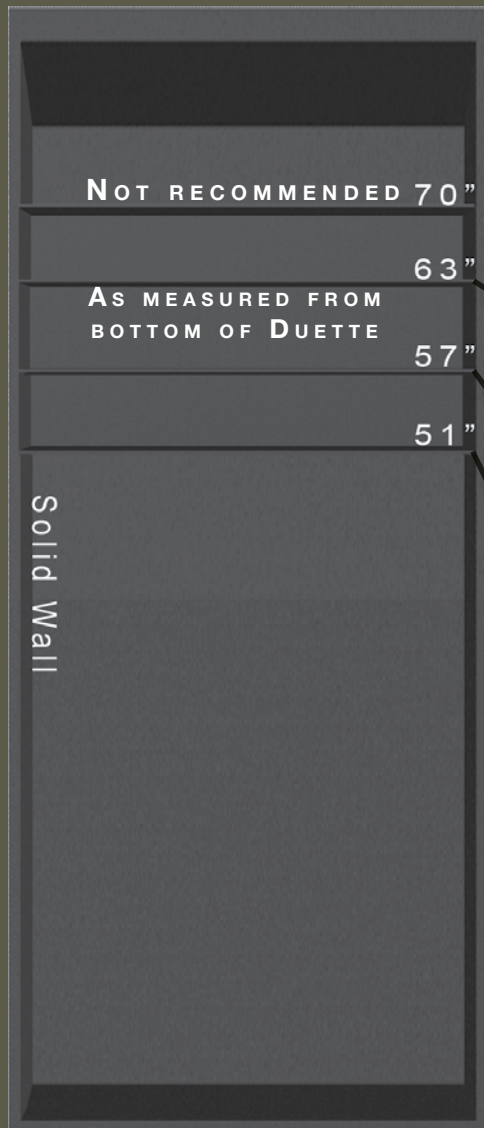 NOT RECOMMENDED 70”
63”
AS MEASURED FROM
BOTTOM OF DUETTE
57”
51”
Solid Wall